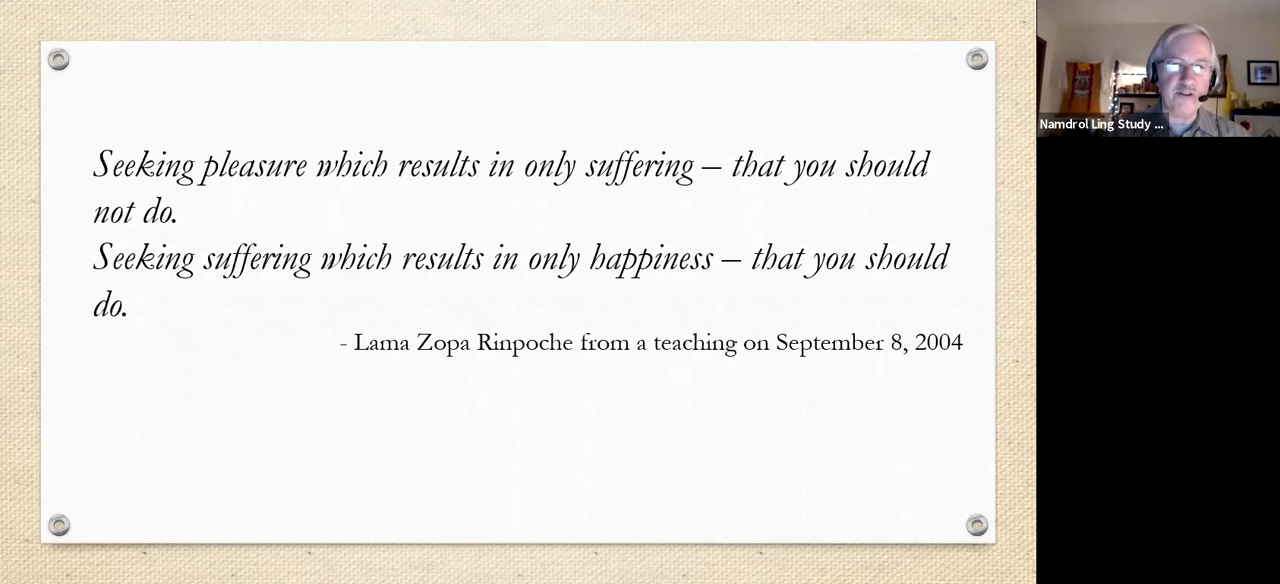 Seeking pleasure which results in only suffering – that you should
not do.
Seeking suffering which results in only happiness – that you should
do.
- Lama Zopa Rinpoche from a teaching on September 8, 2004
Namdrol Ling Study ...